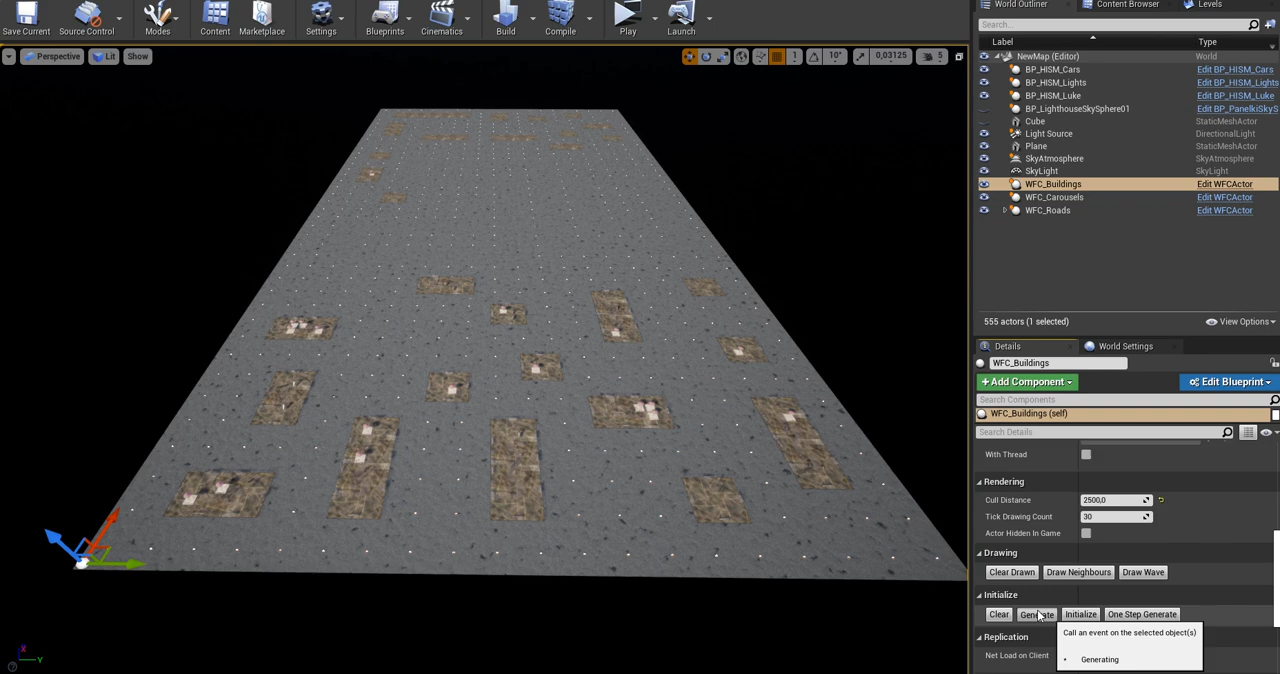 World Outliner Content Browser Levels
Save Current Source Control Modes Content Marketplace Settings Blueprints Cinematics Build Compile Play Launch
Search...
Label Type
Perspective Lit Show 1 10° 0,03125 5
NewMap (Editor) World
BP_HISM_Cars Edit BP_HISM_Cars
BP_HISM_Lights Edit BP_HISM_Lights
BP_HISM_Luke Edit BP_HISM_Luke
BP_LighthouseSkySphere01 Edit BP_PanelkiSkyS
Cube StaticMeshActor
Light Source DirectionalLight
Plane StaticMeshActor
SkyAtmosphere SkyAtmosphere
SkyLight SkyLight
WFC_Buildings Edit WFCActor
WFC_Carousels Edit WFCActor
WFC_Roads Edit WFCActor
555 actors (1 selected) View Options
Details World Settings
WFC_Buildings
+Add Component Edit Blueprint
Search Components
WFC_Buildings (self)
Search Details
With Thread
Rendering
Cull Distance 2500,0
Tick Drawing Count 30
Actor Hidden In Game
Drawing
Clear Drawn Draw Neighbours Draw Wave
Initialize
Clear Generate Initialize One Step Generate
Call an event on the selected object(s)
Replication
Net Load on Client
• Generating
X
Y